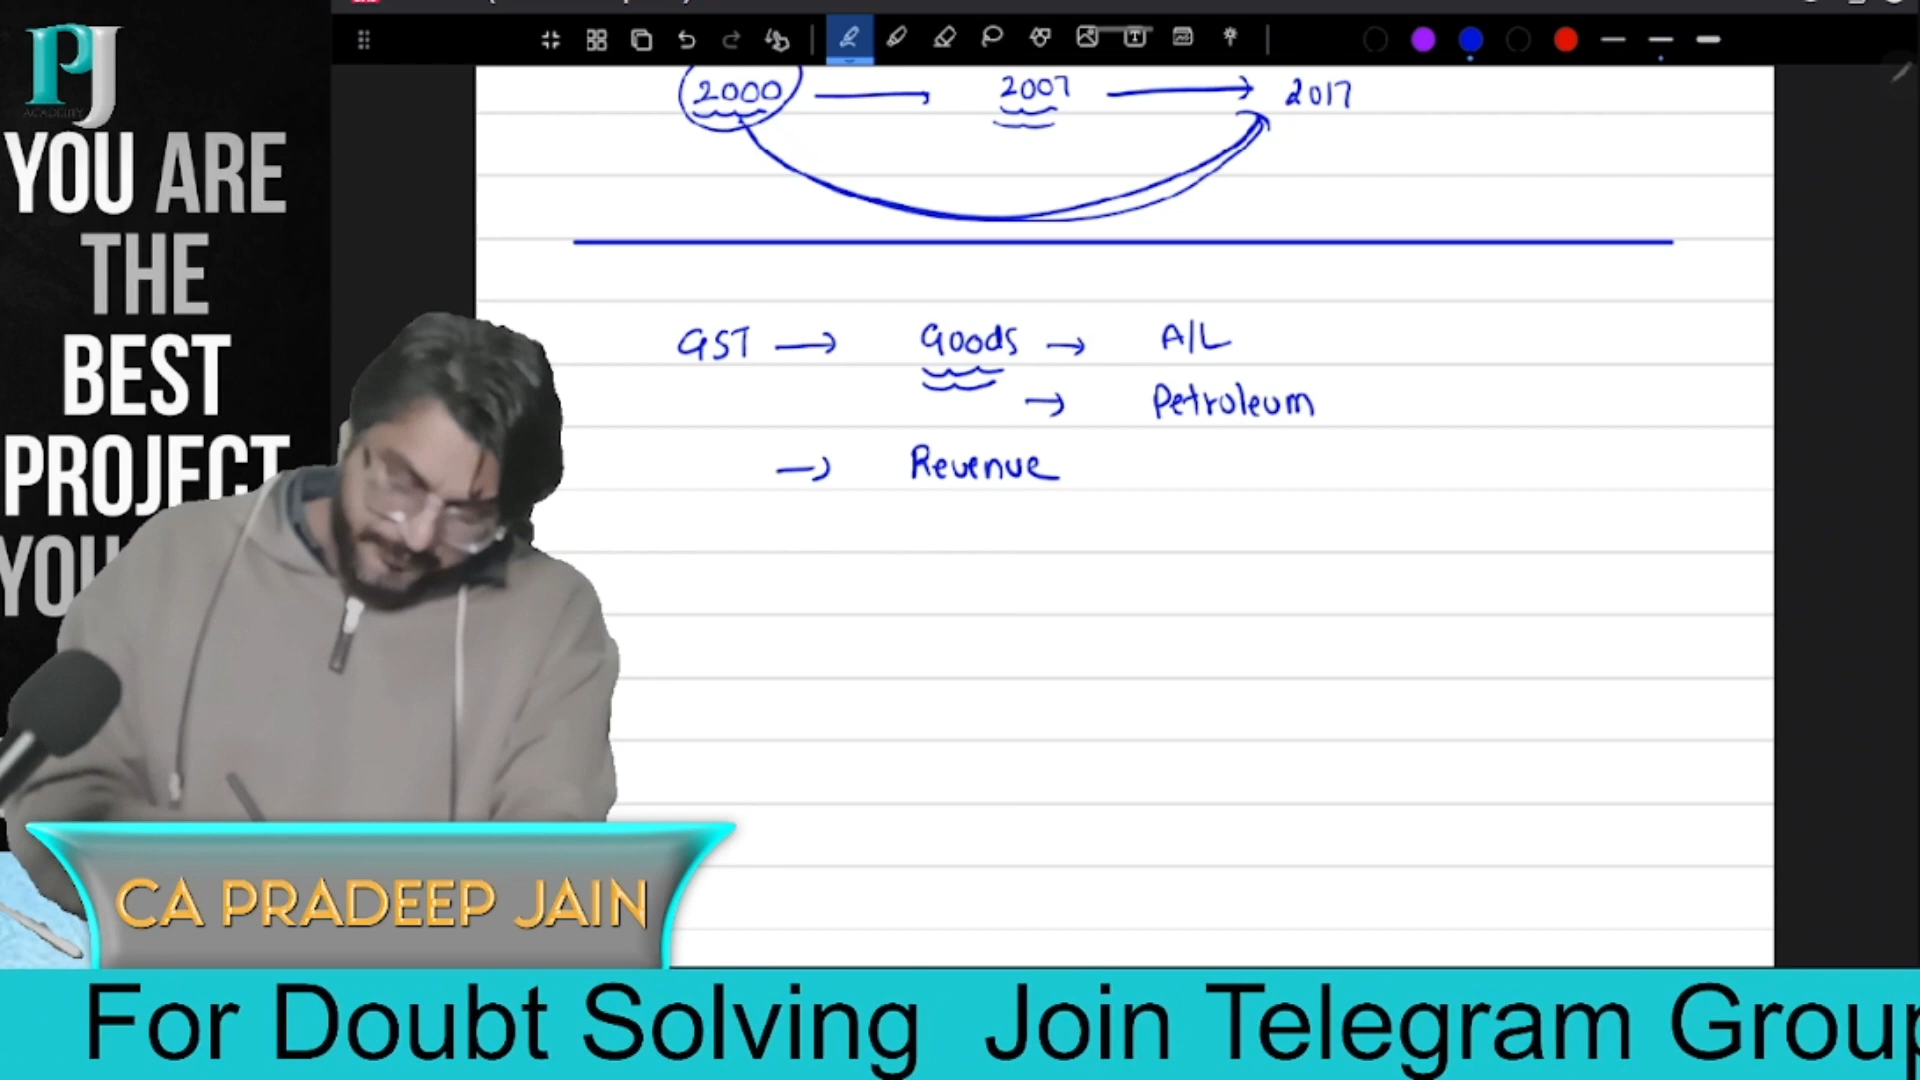 PJ
ACADEMY
YOU ARE
THE
BEST
PROJECT
YOU
2000 → 2007 → 2017
GST → Goods → A/L
→ Petroleum
→ Revenue
CA PRADEEP JAIN
For Doubt Solving Join Telegram Group